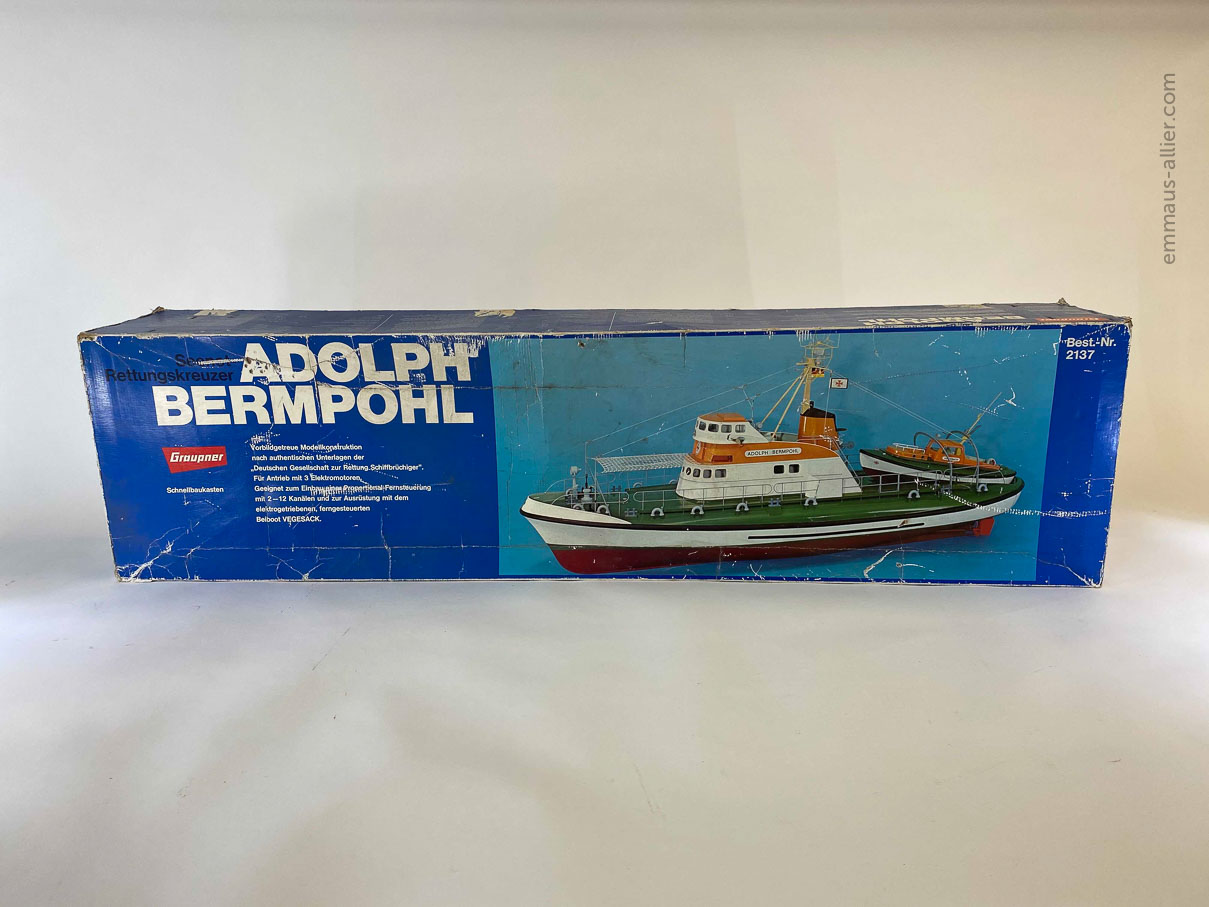 emmaus-allier.com
Rettungskreuzer
ADOLPH
BERMPOHL
Best.-Nr.
2137
Graupner
Schnellbaukasten
Vorbildgetreue Modellkonstruktion
nach authentischen Unterlagen der
„Deutschen Gesellschaft zur Rettung Schiffbrüchiger".
Für Antrieb mit 3 Elektromotoren.
Geeignet zum Einbau einer Proportional-Fernsteuerung
mit 2–12 Kanälen und zur Ausrüstung mit dem
elektrogetriebenen, ferngesteuerten
Beiboot VEGESACK.
ADOLPH BERMPOHL